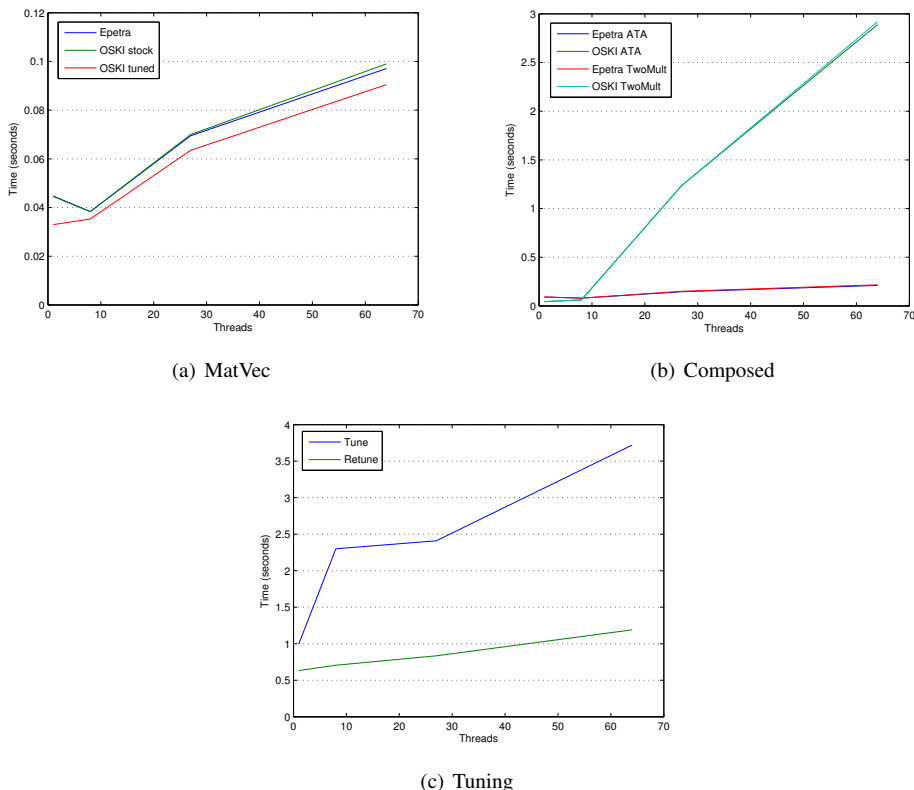 0.12
0.1
0.08
0.06
0.04
0.02
0
Time (seconds)
Epetra
OSKI stock
OSKI tuned
0 10 20 30 40 50 60 70
Threads
(a) MatVec
3
2.5
2
1.5
1
0.5
0
Time (seconds)
Epetra ATA
OSKI ATA
Epetra TwoMult
OSKI TwoMult
0 10 20 30 40 50 60 70
Threads
(b) Composed
4
3.5
3
2.5
2
1.5
1
0.5
0
Time (seconds)
Tune
Retune
0 10 20 30 40 50 60 70
Threads
(c) Tuning